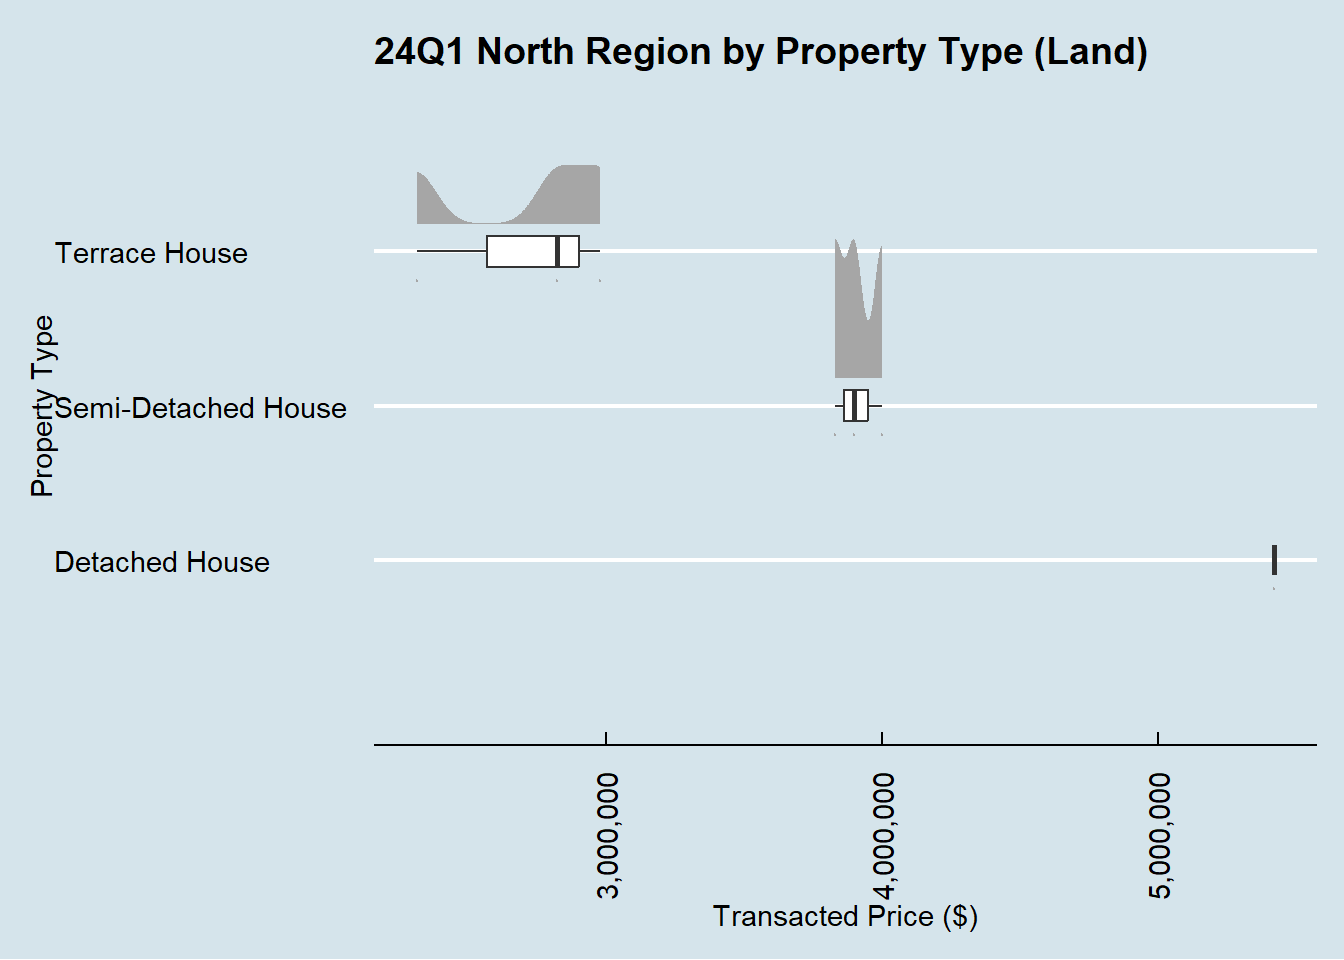 24Q1 North Region by Property Type (Land)
Property Type
Terrace House
Semi-Detached House
Detached House
3,000,000
4,000,000
5,000,000
Transacted Price ($)